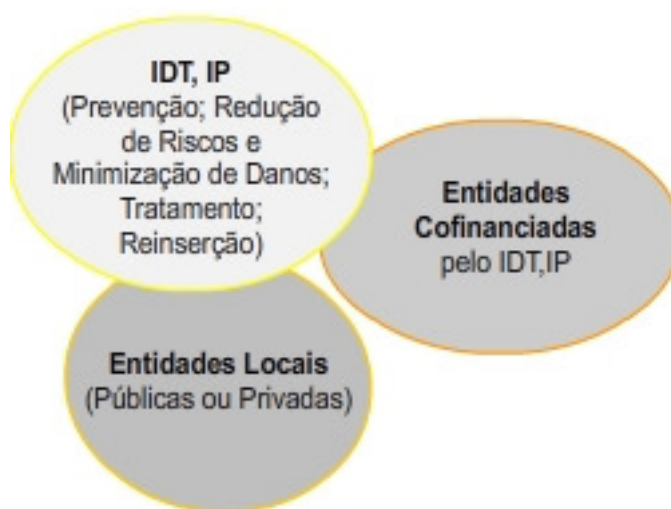 IDT, IP
(Prevenção; Redução
de Riscos e
Minimização de Danos;
Tratamento;
Reinserção)
Entidades
Cofinanciadas
pelo IDT,IP
Entidades Locais
(Públicas ou Privadas)